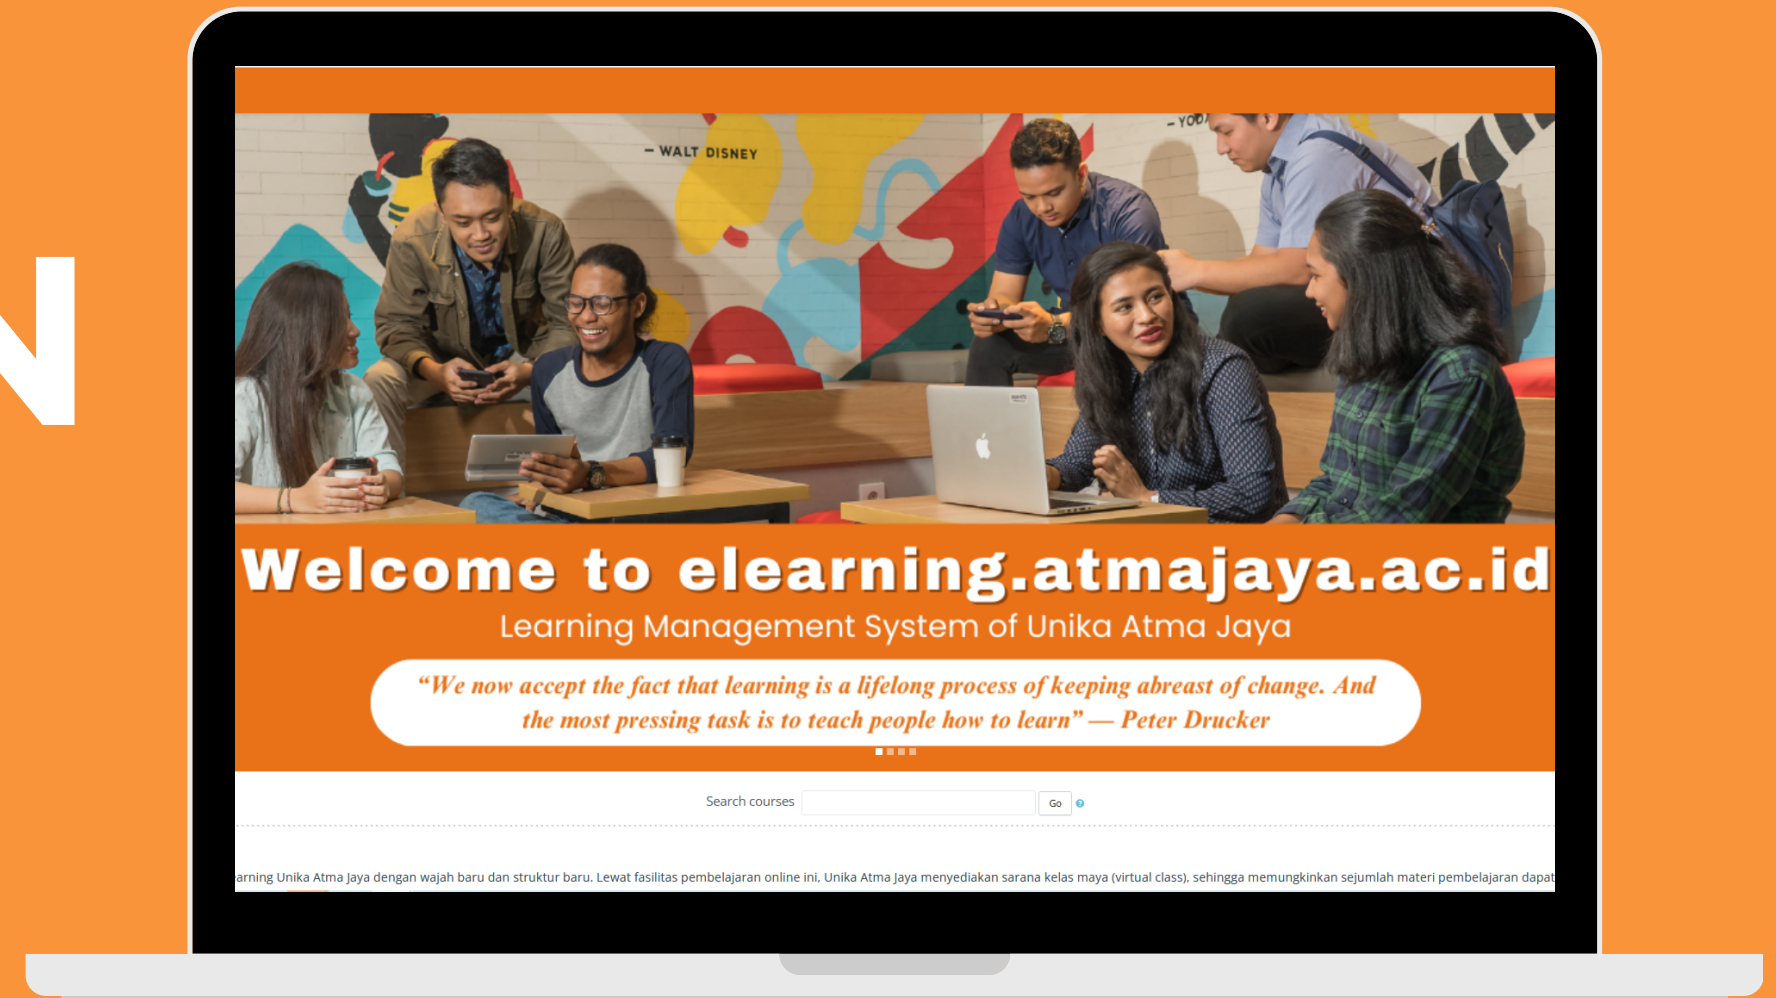 — WALT DISNEY
— YODA
N
Welcome to elearning.atmajaya.ac.id
Learning Management System of Unika Atma Jaya
“We now accept the fact that learning is a lifelong process of keeping abreast of change. And
the most pressing task is to teach people how to learn” — Peter Drucker
Search courses Go ?
arning Unika Atma Jaya dengan wajah baru dan struktur baru. Lewat fasilitas pembelajaran online ini, Unika Atma Jaya menyediakan sarana kelas maya (virtual class), sehingga memungkinkan sejumlah materi pembelajaran dapat